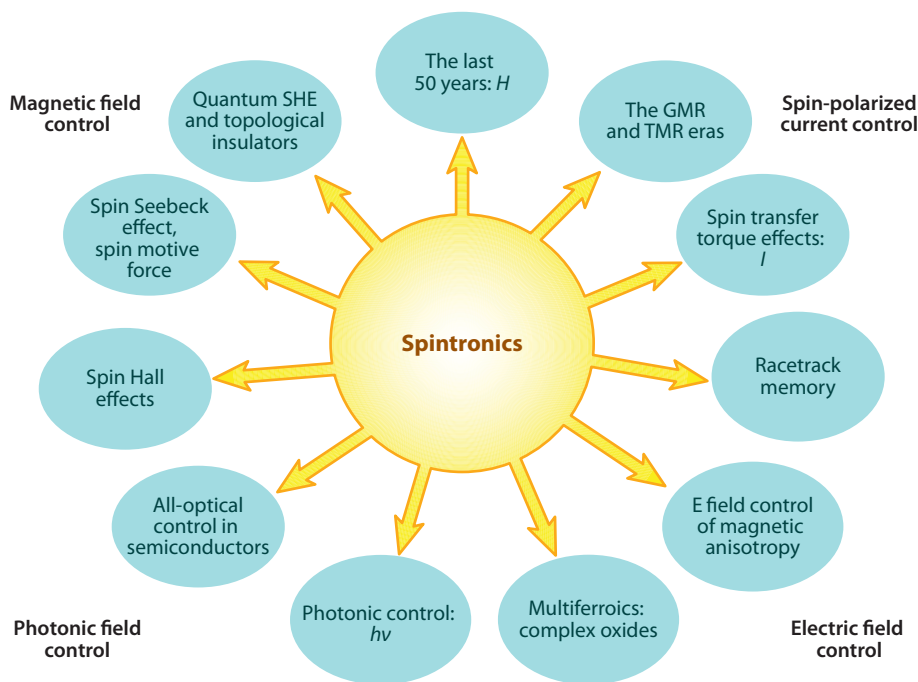 The last
50 years: H
Magnetic field
control
Quantum SHE
and topological
insulators
The GMR
and TMR eras
Spin-polarized
current control
Spin Seebeck
effect,
spin motive
force
Spin transfer
torque effects:
I
Spintronics
Spin Hall
effects
Racetrack
memory
All-optical
control in
semiconductors
E field control
of magnetic
anisotropy
Photonic control:
hν
Multiferroics:
complex oxides
Photonic field
control
Electric field
control